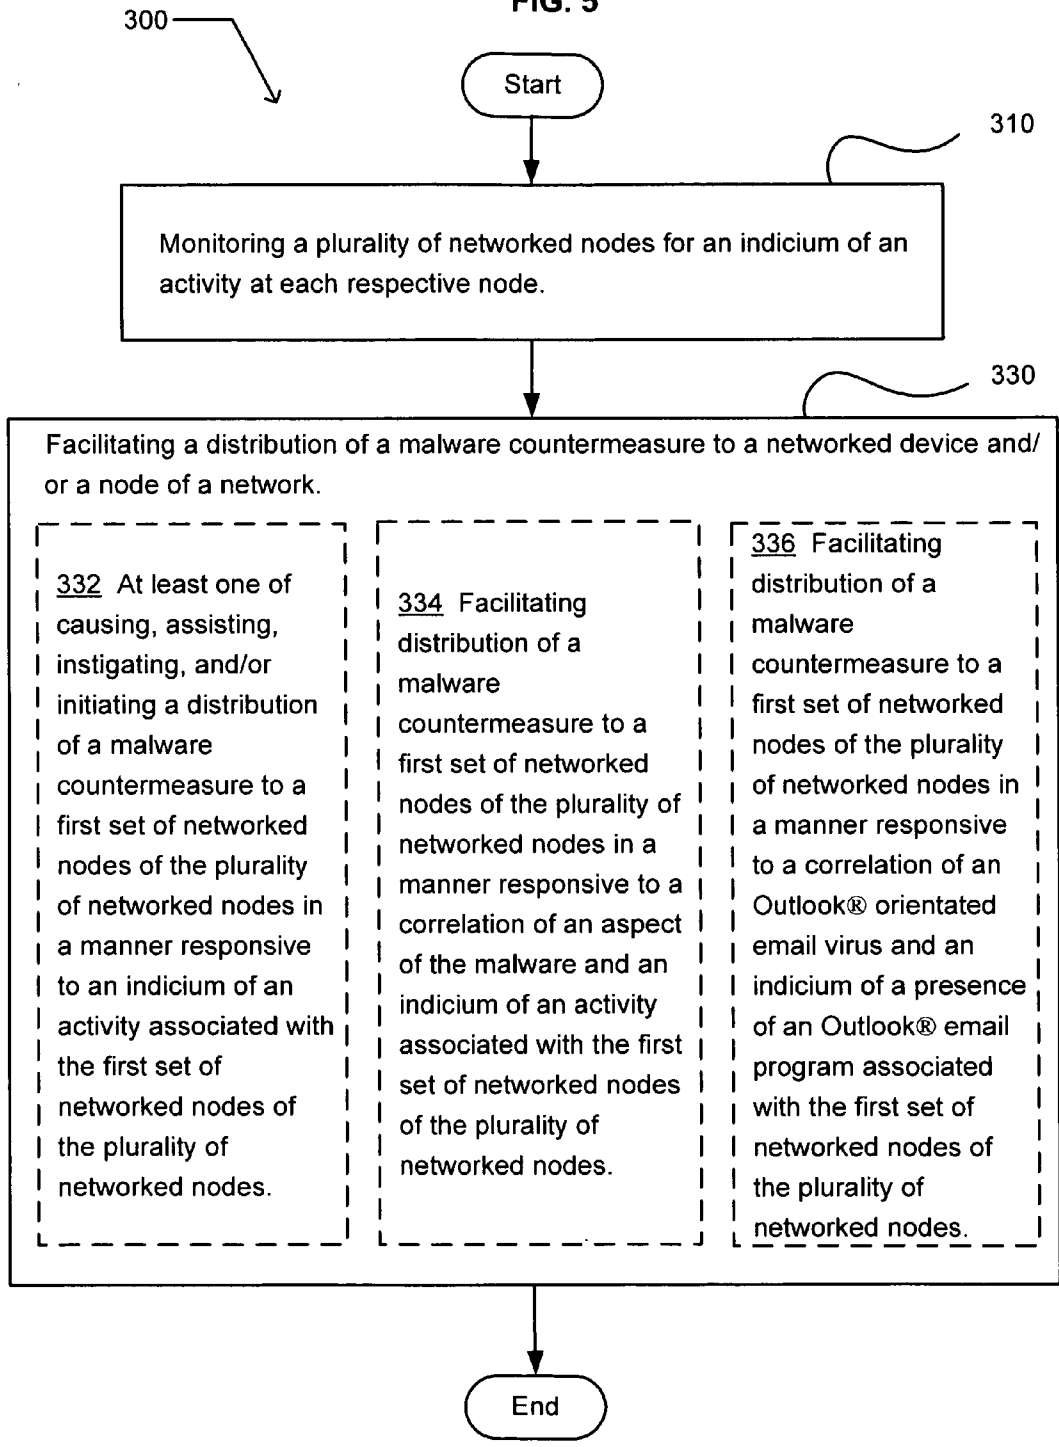 FIG. 5
300
Start
310
Monitoring a plurality of networked nodes for an indicium of an
activity at each respective node.
330
Facilitating a distribution of a malware countermeasure to a networked device and/
or a node of a network.
332 At least one of
causing, assisting,
instigating, and/or
initiating a distribution
of a malware
countermeasure to a
first set of networked
nodes of the plurality
of networked nodes in
a manner responsive
to an indicium of an
activity associated with
the first set of
networked nodes of
the plurality of
networked nodes.
334 Facilitating
distribution of a
malware
countermeasure to a
first set of networked
nodes of the plurality of
networked nodes in a
manner responsive to a
correlation of an aspect
of the malware and an
indicium of an activity
associated with the first
set of networked nodes
of the plurality of
networked nodes.
336 Facilitating
distribution of a
malware
countermeasure to a
first set of networked
nodes of the plurality
of networked nodes in
a manner responsive
to a correlation of an
Outlook® orientated
email virus and an
indicium of a presence
of an Outlook® email
program associated
with the first set of
networked nodes of
the plurality of
networked nodes.
End